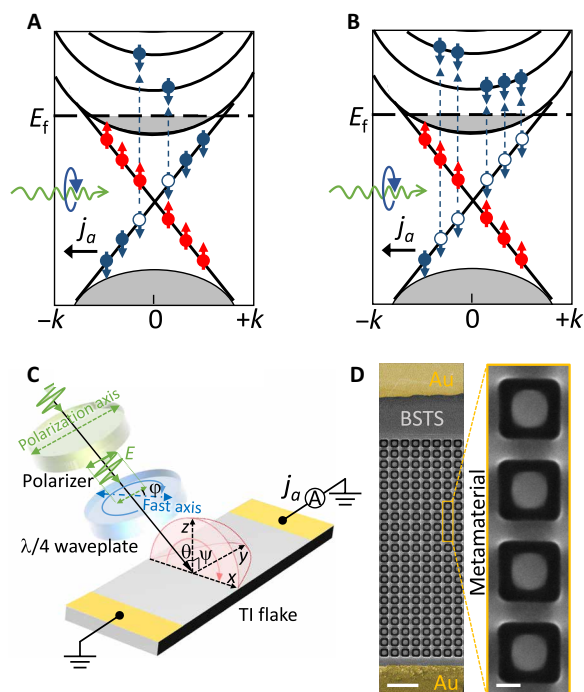 A
E_f
j_a
−k
0
+k
B
E_f
j_a
−k
0
+k
C
Polarization axis
E
Polarizer
φ
Fast axis
λ/4 waveplate
j_a
A
z
θ
ψ
y
x
TI flake
D
Au
BSTS
Metamaterial
Au